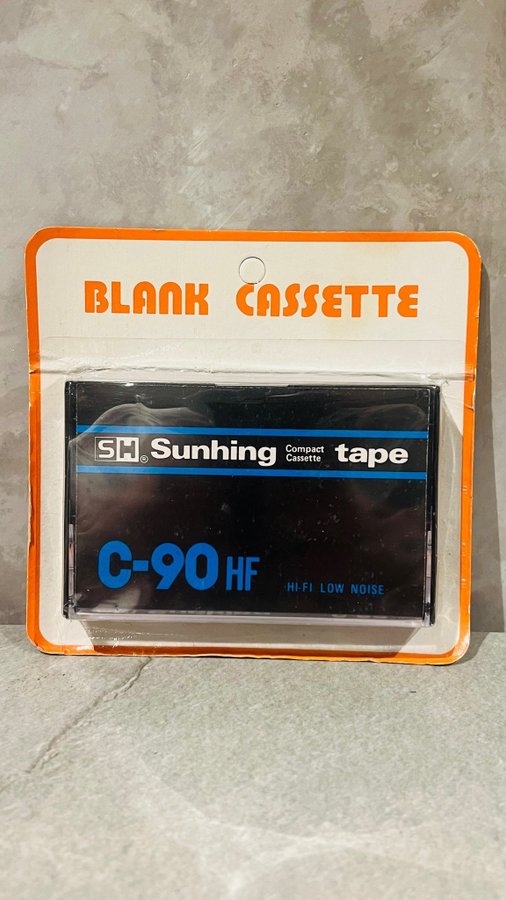 BLANK CASSETTE
SH® Sunhing Compact Cassette tape
C-90 HF HI-FI LOW NOISE